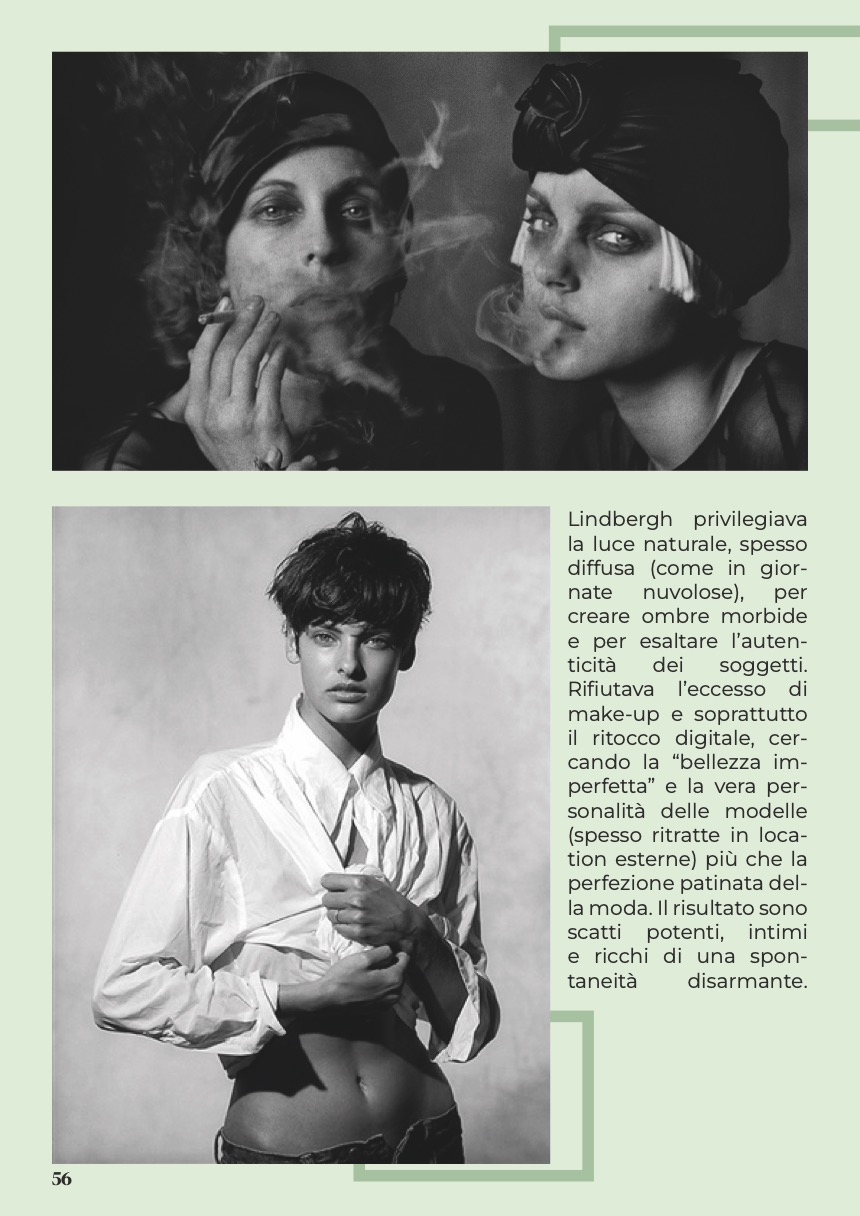 Lindbergh privilegiava
la luce naturale, spesso
diffusa (come in gior-
nate nuvolose), per
creare ombre morbide
e per esaltare l’auten-
ticità dei soggetti.
Rifiutava l’eccesso di
make-up e soprattutto
il ritocco digitale, cer-
cando la “bellezza im-
perfetta” e la vera per-
sonalità delle modelle
(spesso ritratte in loca-
tion esterne) più che la
perfezione patinata del-
la moda. Il risultato sono
scatti potenti, intimi
e ricchi di una spon-
taneità disarmante.
56